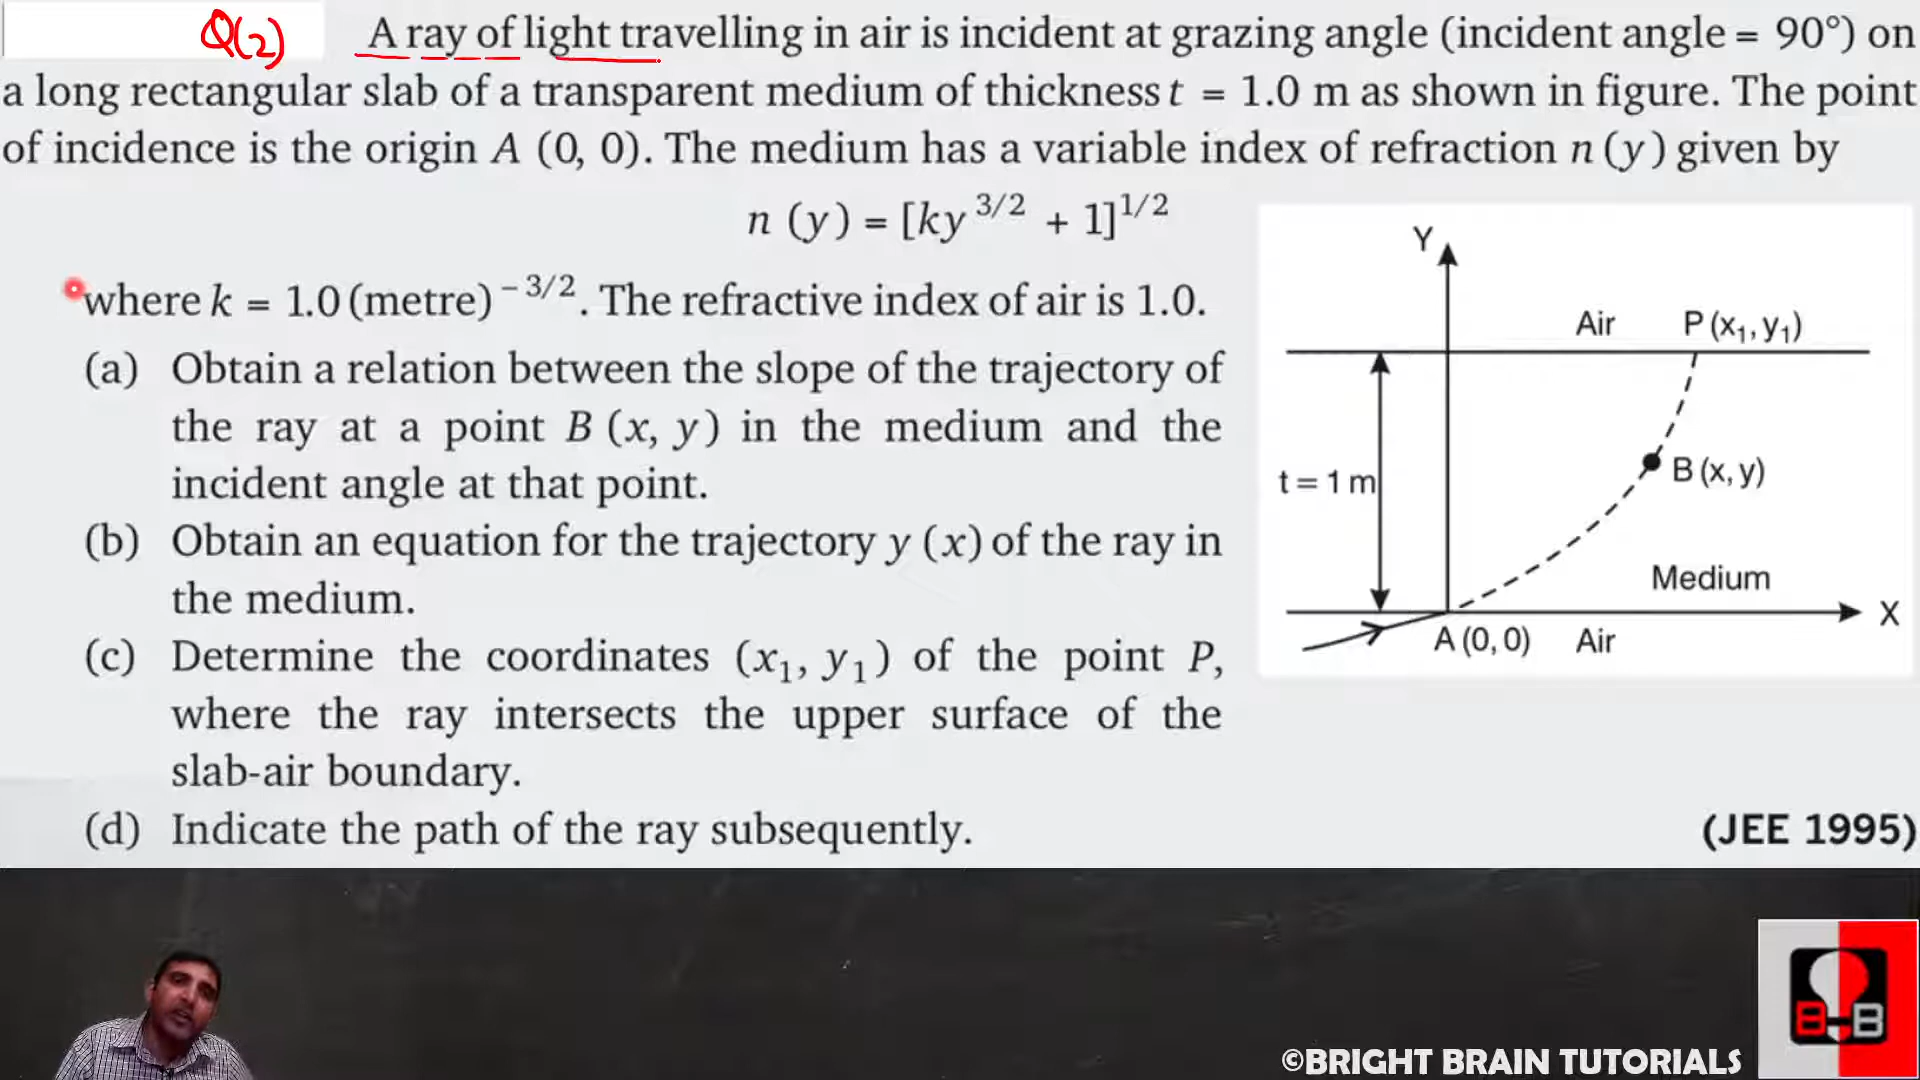 Q(2) A ray of light travelling in air is incident at grazing angle (incident angle = 90°) on
a long rectangular slab of a transparent medium of thickness t = 1.0 m as shown in figure. The point
of incidence is the origin A (0, 0). The medium has a variable index of refraction n (y) given by
n (y) = [ky^{3/2} + 1]^{1/2}
where k = 1.0 (metre)^{-3/2}. The refractive index of air is 1.0.
(a) Obtain a relation between the slope of the trajectory of
the ray at a point B (x, y) in the medium and the
incident angle at that point.
(b) Obtain an equation for the trajectory y (x) of the ray in
the medium.
(c) Determine the coordinates (x₁, y₁) of the point P,
where the ray intersects the upper surface of the
slab-air boundary.
(d) Indicate the path of the ray subsequently.
(JEE 1995)
Y
Air P (x₁, y₁)
t = 1 m
B (x, y)
Medium
X
A (0, 0) Air
B B
©BRIGHT BRAIN TUTORIALS